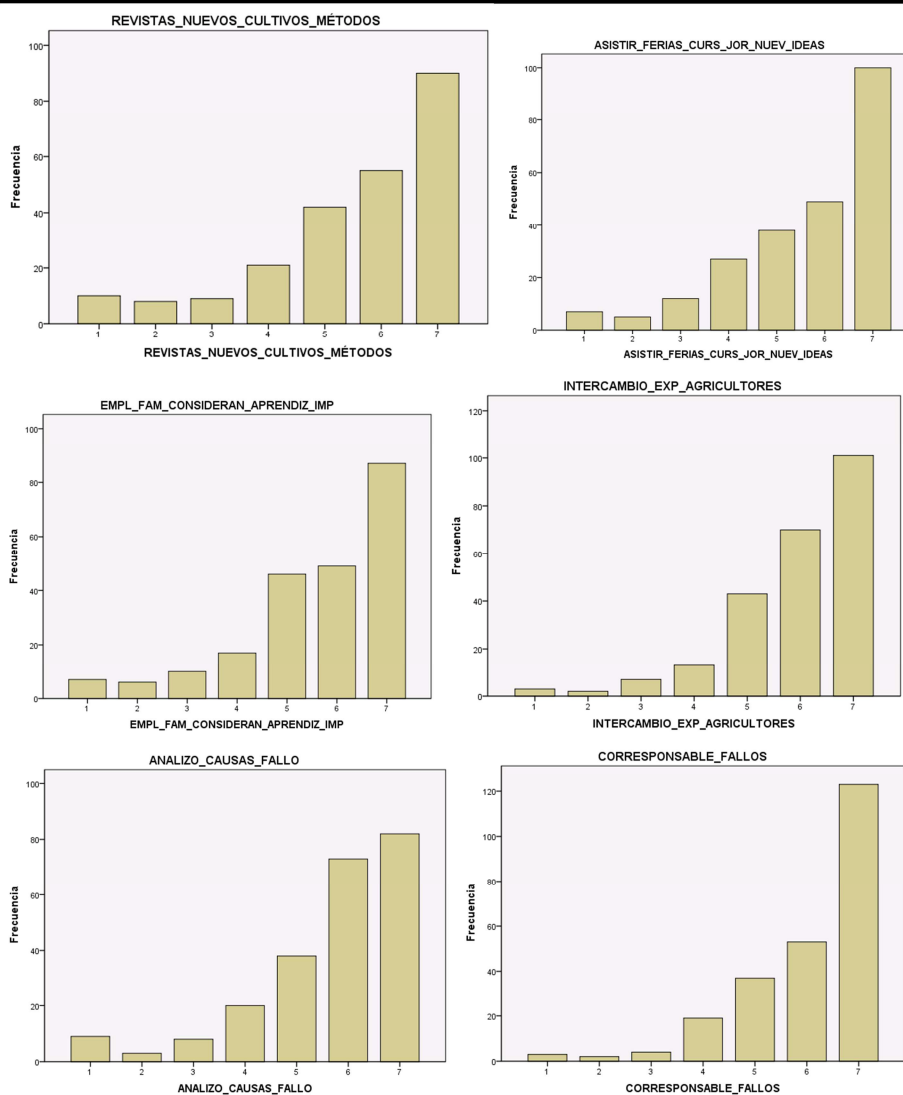 REVISTAS_NUEVOS_CULTIVOS_MÉTODOS
100
80
60
40
20
0
Frecuencia
1 2 3 4 5 6 7
REVISTAS_NUEVOS_CULTIVOS_MÉTODOS
ASISTIR_FERIAS_CURS_JOR_NUEV_IDEAS
100
80
60
40
20
0
Frecuencia
1 2 3 4 5 6 7
ASISTIR_FERIAS_CURS_JOR_NUEV_IDEAS
EMPL_FAM_CONSIDERAN_APRENDIZ_IMP
100
80
60
40
20
0
Frecuencia
1 2 3 4 5 6 7
EMPL_FAM_CONSIDERAN_APRENDIZ_IMP
INTERCAMBIO_EXP_AGRICULTORES
120
100
80
60
40
20
0
Frecuencia
1 2 3 4 5 6 7
INTERCAMBIO_EXP_AGRICULTORES
ANALIZO_CAUSAS_FALLO
100
80
60
40
20
0
Frecuencia
1 2 3 4 5 6 7
ANALIZO_CAUSAS_FALLO
CORRESPONSABLE_FALLOS
120
100
80
60
40
20
0
Frecuencia
1 2 3 4 5 6 7
CORRESPONSABLE_FALLOS